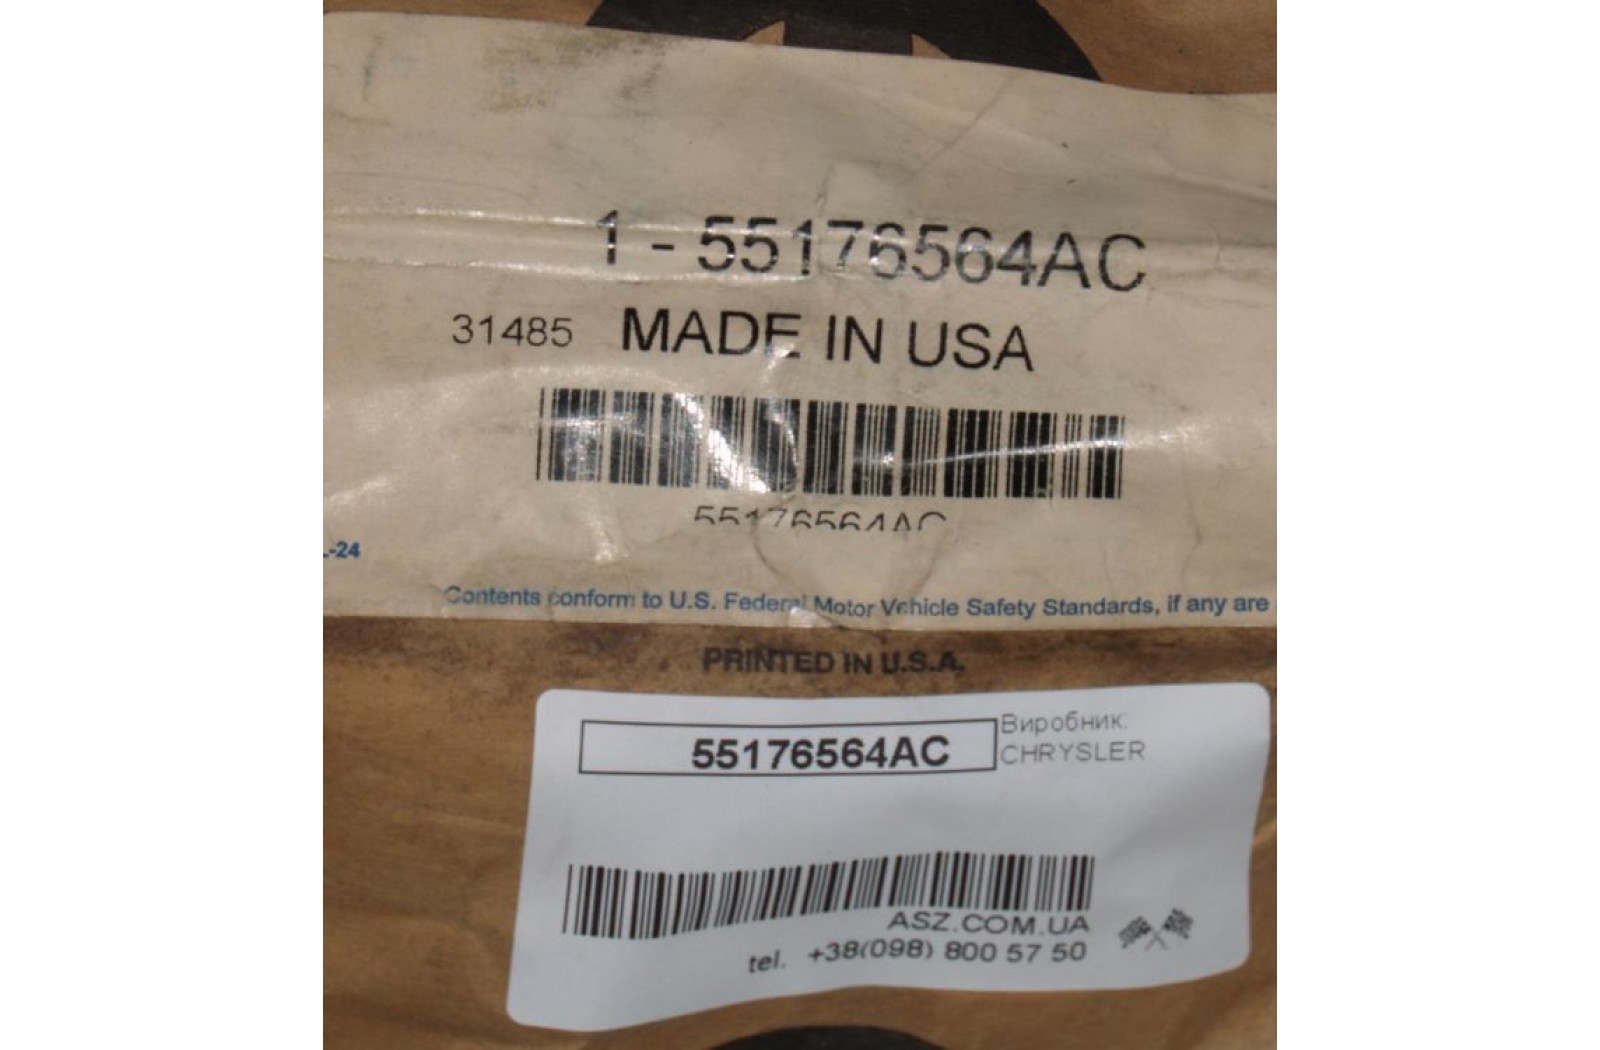 1 - 55176564AC
31485 MADE IN USA
55176564AC
-24
Contents conform to U.S. Federal Motor Vehicle Safety Standards, if any are
PRINTED IN U.S.A.
55176564AC
Виробник:
CHRYSLER
ASZ.COM.UA
tel. +38(098) 800 57 50